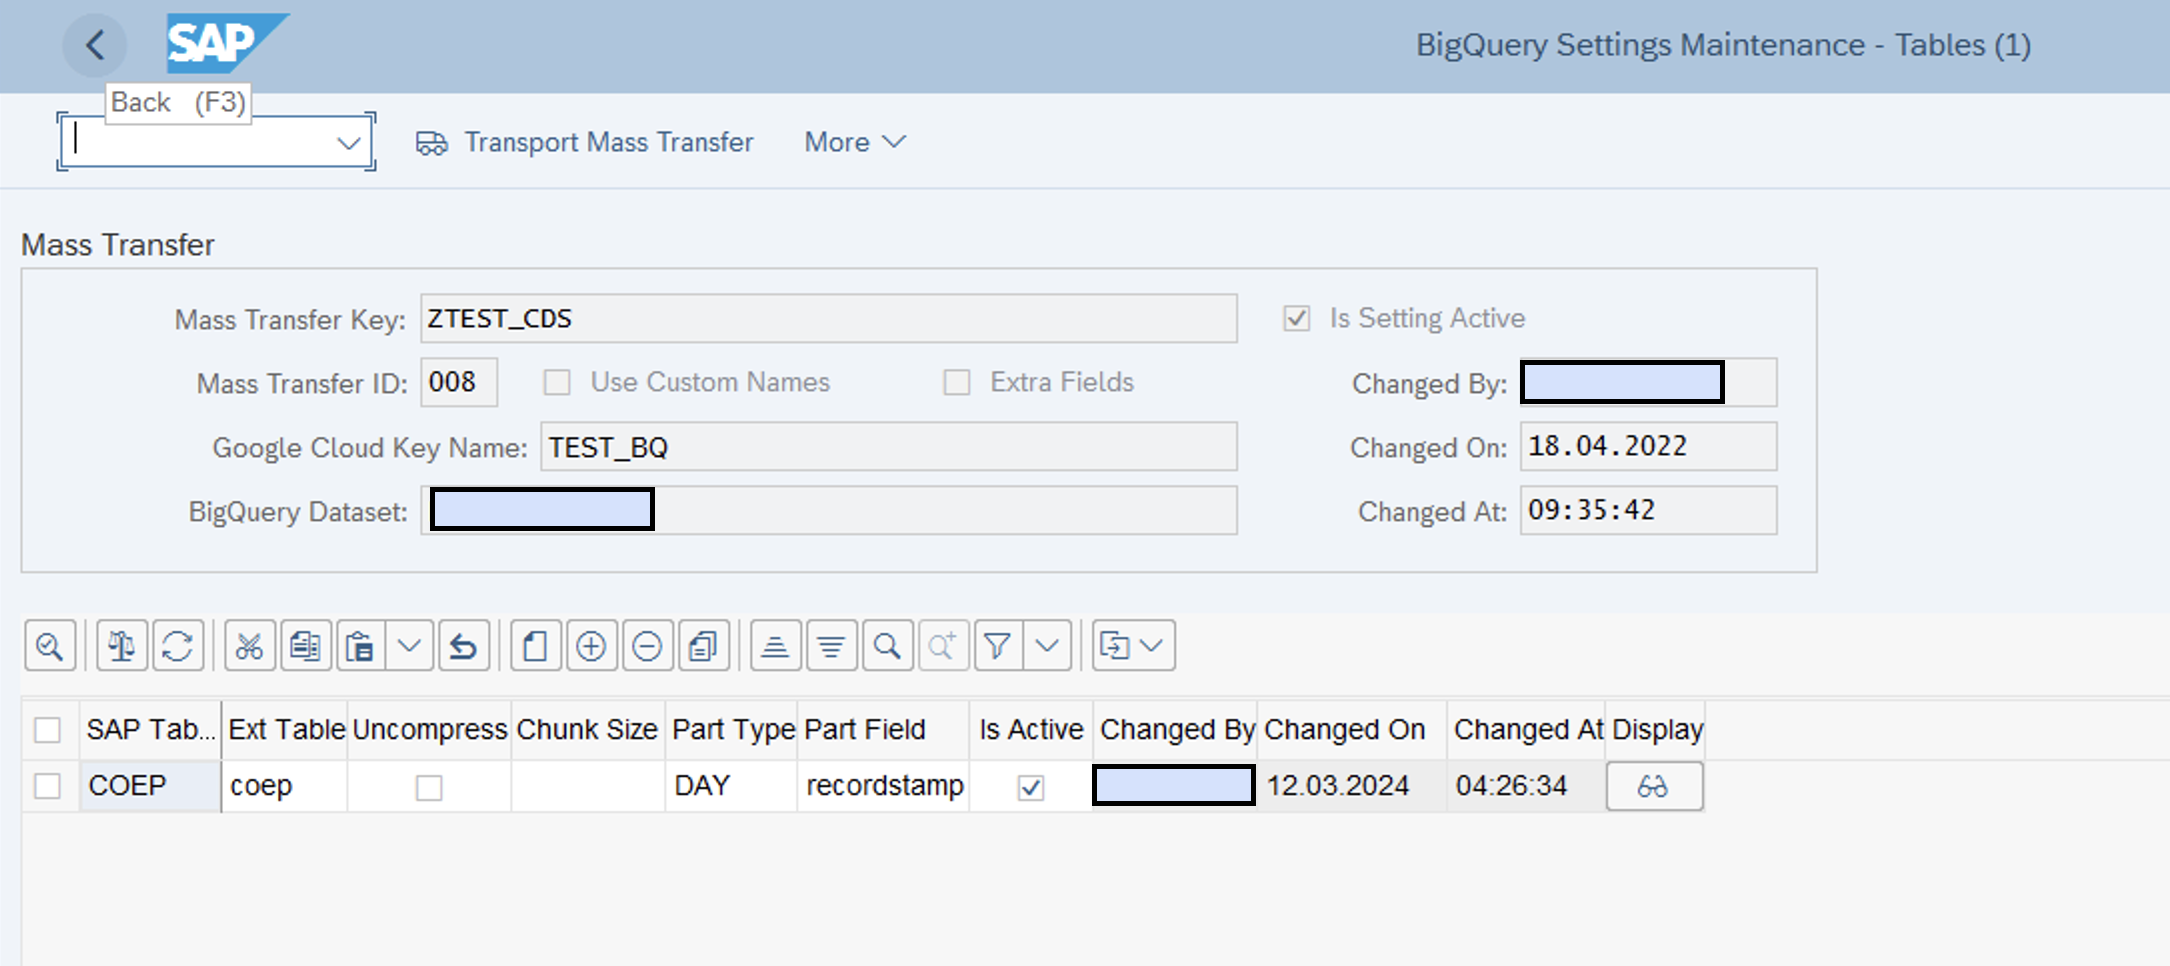 SAP
BigQuery Settings Maintenance - Tables (1)
Back (F3)
Transport Mass Transfer
More
Mass Transfer
Mass Transfer Key: ZTEST_CDS
Is Setting Active
Mass Transfer ID: 008
Use Custom Names
Extra Fields
Changed By:
Google Cloud Key Name: TEST_BQ
Changed On: 18.04.2022
BigQuery Dataset:
Changed At: 09:35:42
SAP Tab... Ext Table Uncompress Chunk Size Part Type Part Field Is Active Changed By Changed On Changed At Display
COEP coep DAY recordstamp 12.03.2024 04:26:34